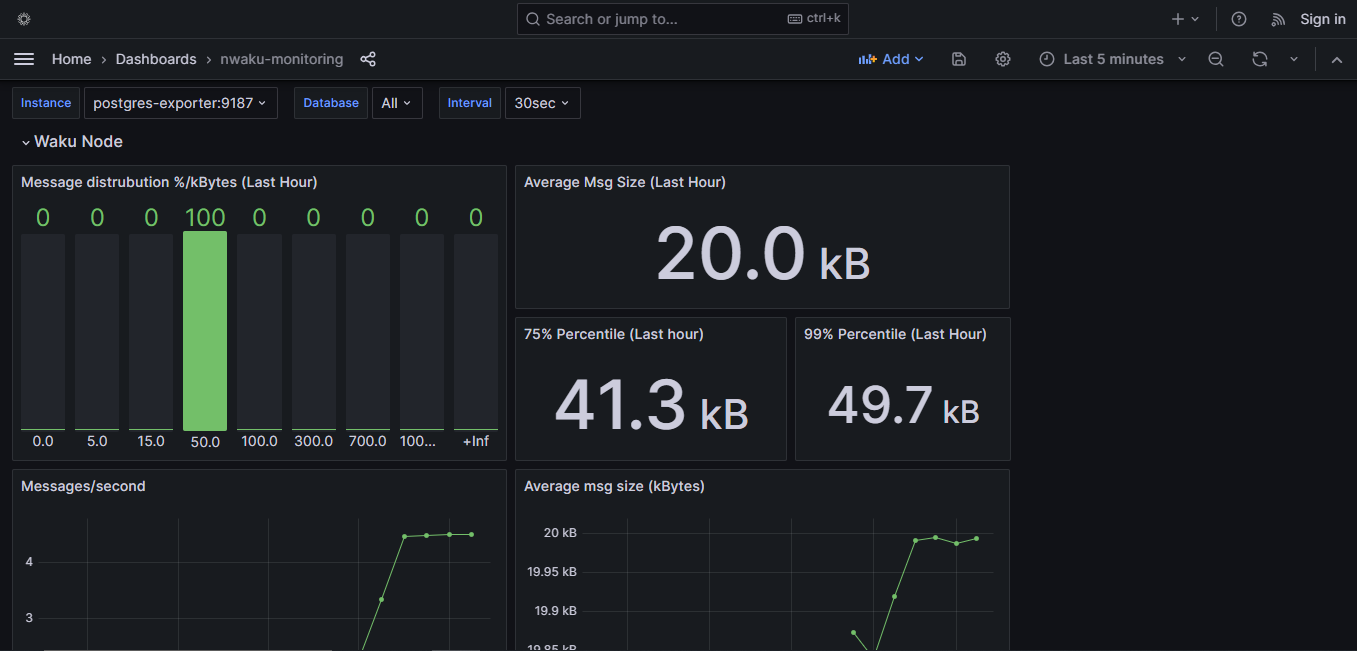 Search or jump to...
ctrl+k
Sign in
Home › Dashboards › nwaku-monitoring
Add
Last 5 minutes
Instance
postgres-exporter:9187
Database
All
Interval
30sec
Waku Node
Message distrubution %/kBytes (Last Hour)
0 0 0 100 0 0 0 0 0
0.0 5.0 15.0 50.0 100.0 300.0 700.0 100... +Inf
Average Msg Size (Last Hour)
20.0 kB
75% Percentile (Last hour)
41.3 kB
99% Percentile (Last Hour)
49.7 kB
Messages/second
4
3
Average msg size (kBytes)
20 kB
19.95 kB
19.9 kB
19.85 kB